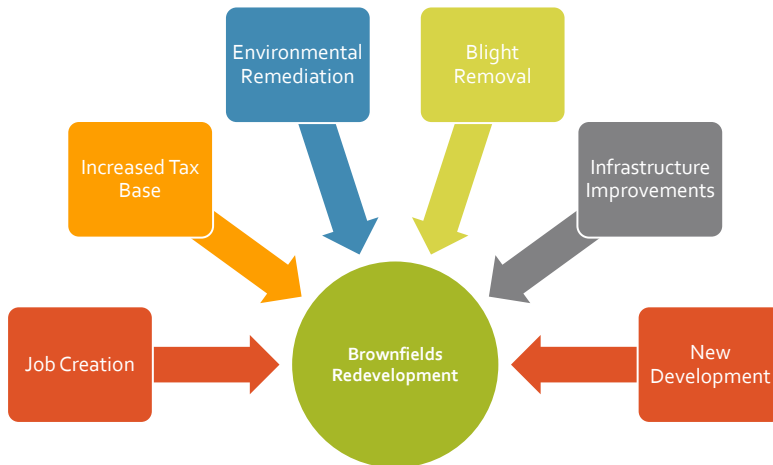 Environmental
Remediation
Blight
Removal
Increased Tax
Base
Infrastructure
Improvements
Job Creation
Brownfields
Redevelopment
New
Development